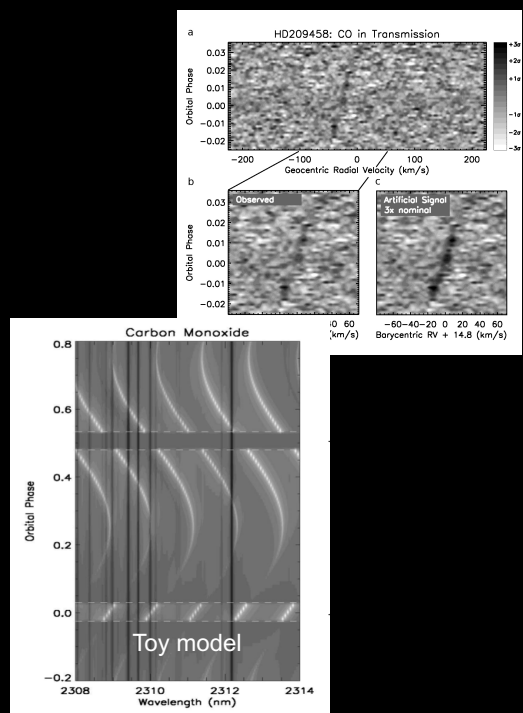 a
HD209458: CO in Transmission
0.03
0.02
0.01
0.00
−0.01
−0.02
Orbital Phase
−200
−100
0
100
200
Geocentric Radial Velocity (km/s)
+3σ
+2σ
+1σ
0
−1σ
−2σ
−3σ
b
Observed
0.03
0.02
0.01
0.00
−0.01
−0.02
Orbital Phase
60
(km/s)
c
Artificial Signal
3x nominal
−60 −40 −20 0 20 40 60
Barycentric RV + 14.8 (km/s)
Carbon Monoxide
0.8
0.6
0.4
0.2
0.0
−0.2
Orbital Phase
Toy model
2308
2310
2312
2314
Wavelength (nm)